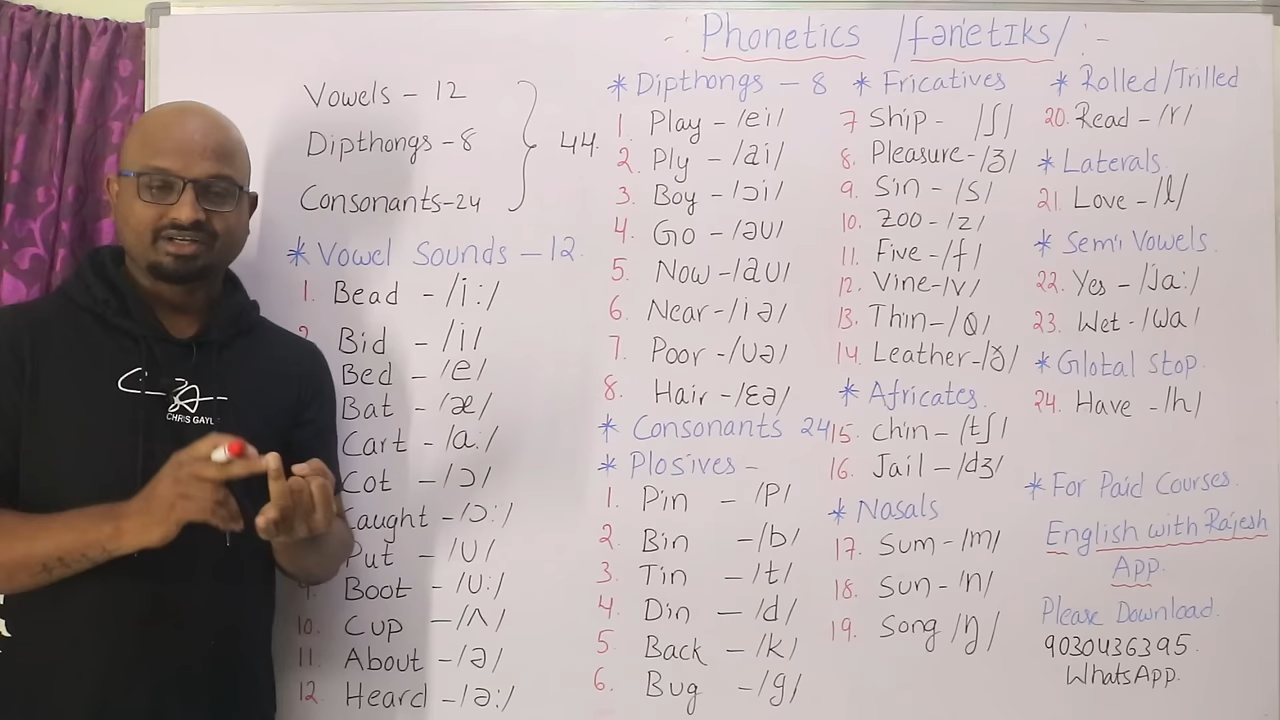 -: Phonetics /fən'etɪks/ :-
Vowels - 12
Dipthongs - 8
Consonants - 24
44.
* Vowel Sounds - 12.
1. Bead - /i:/
2. Bid - /i/
Bed - /e/
Bat - /æ/
Cart - /a:/
Cot - /ɔ/
Caught - /ɔ:/
Put - /ʊ/
9. Boot - /ʊ:/
10. Cup - /ʌ/
11. About - /ə/
12. Heard - /ə:/
* Dipthongs - 8
1. Play - /ei/
2. Ply - /ai/
3. Boy - /ɔi/
4. Go - /əʊ/
5. Now - /aʊ/
6. Near - /iə/
7. Poor - /ʊə/
8. Hair - /ɛə/
* Consonants 24
* Plosives -
1. Pin - /P/
2. Bin - /b/
3. Tin - /t/
4. Din - /d/
5. Back - /k/
6. Bug - /g/
* Fricatives
7 Ship - /ʃ/
8. Pleasure - /ʒ/
9. Sin - /s/
10. Zoo - /z/
11. Five - /f/
12. Vine - /v/
13. Thin - /θ/
14. Leather - /ð/
* Africates.
15. Chin - /tʃ/
16. Jail - /dʒ/
* Nasals
17. Sum - /m/
18. Sun - /n/
19. Song /ŋ/
* Rolled/Trilled
20. Read - /r/
* Laterals.
21. Love - /l/
* Semi Vowels.
22. Yes - /ja:/
23. Wet - /wa/
* Glotal stop.
24. Have - /h/
* For Paid Courses.
English with Rajesh
App.
Please Download.
9030436395.
WhatsApp.
CHRIS GAYL